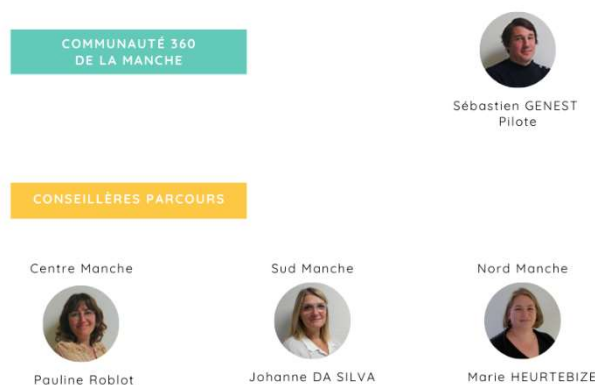 COMMUNAUTÉ 360
DE LA MANCHE
Sébastien GENEST
Pilote
CONSEILLÈRES PARCOURS
Centre Manche
Sud Manche
Nord Manche
Pauline Roblot
Johanne DA SILVA
Marie HEURTEBIZE